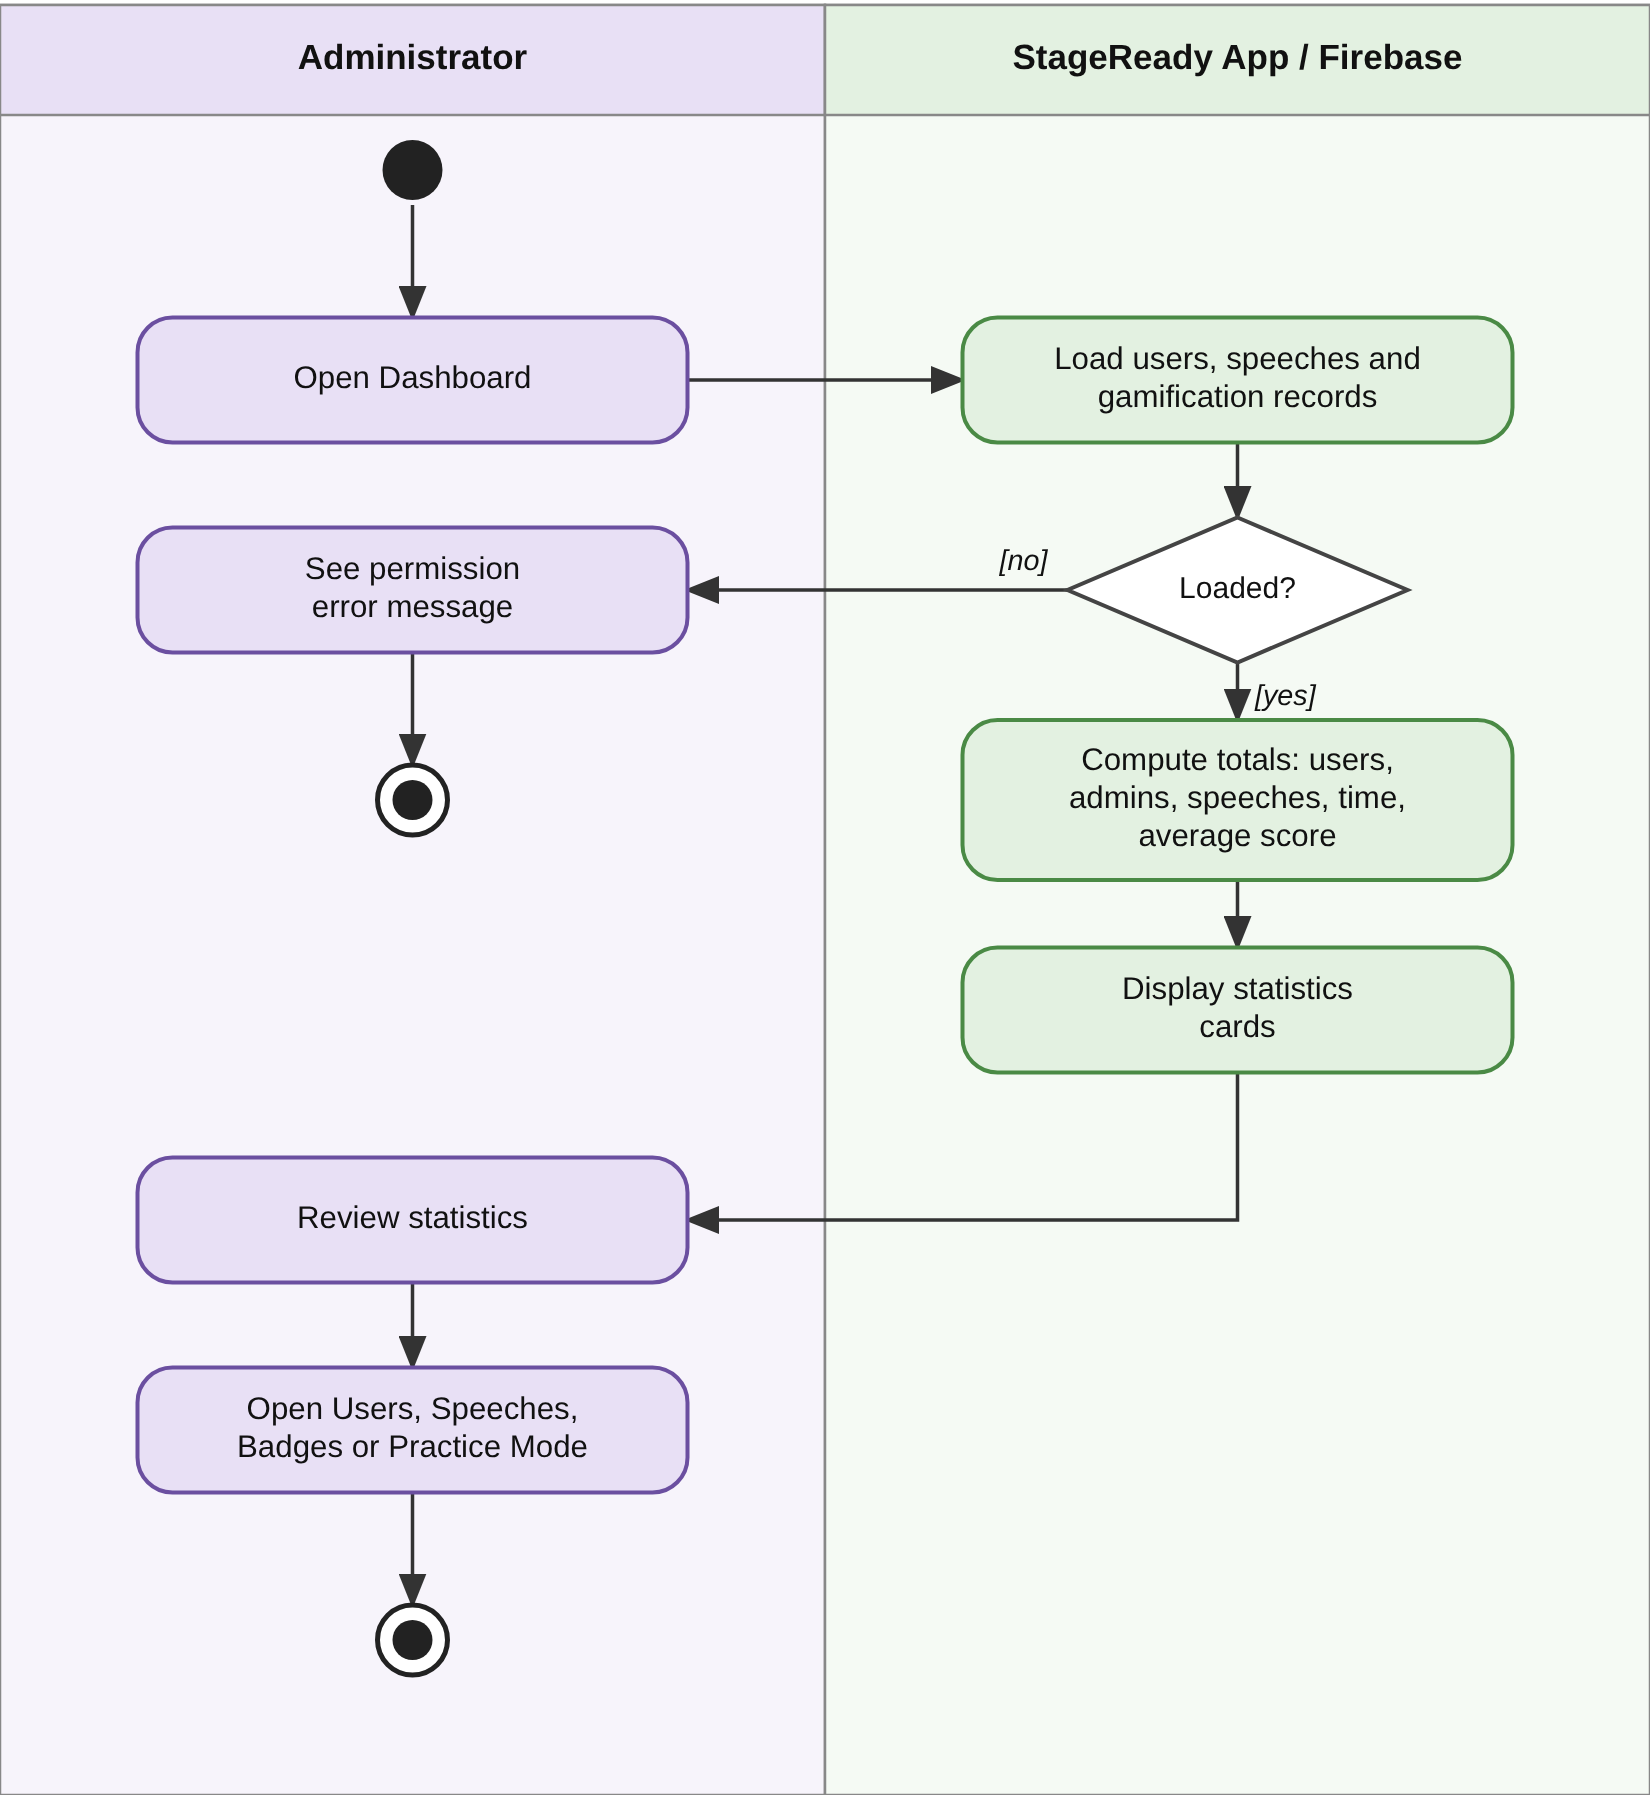 Administrator
StageReady App / Firebase
Open Dashboard
Load users, speeches and
gamification records
See permission
error message
[no]
Loaded?
[yes]
Compute totals: users,
admins, speeches, time,
average score
Display statistics
cards
Review statistics
Open Users, Speeches,
Badges or Practice Mode